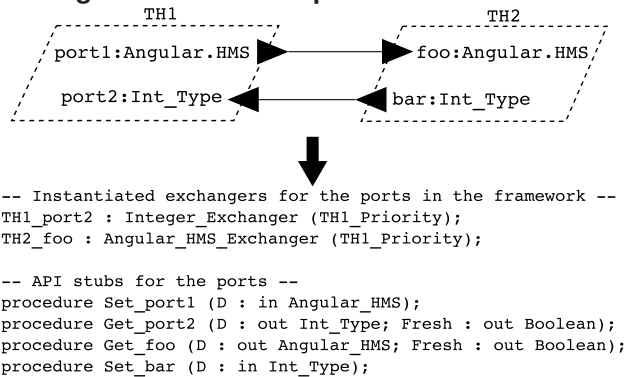 TH1
TH2
port1:Angular.HMS
foo:Angular.HMS
port2:Int_Type
bar:Int_Type
-- Instantiated exchangers for the ports in the framework --
TH1_port2 : Integer_Exchanger (TH1_Priority);
TH2_foo : Angular_HMS_Exchanger (TH1_Priority);
-- API stubs for the ports --
procedure Set_port1 (D : in Angular_HMS);
procedure Get_port2 (D : out Int_Type; Fresh : out Boolean);
procedure Get_foo (D : out Angular_HMS; Fresh : out Boolean);
procedure Set_bar (D : in Int_Type);